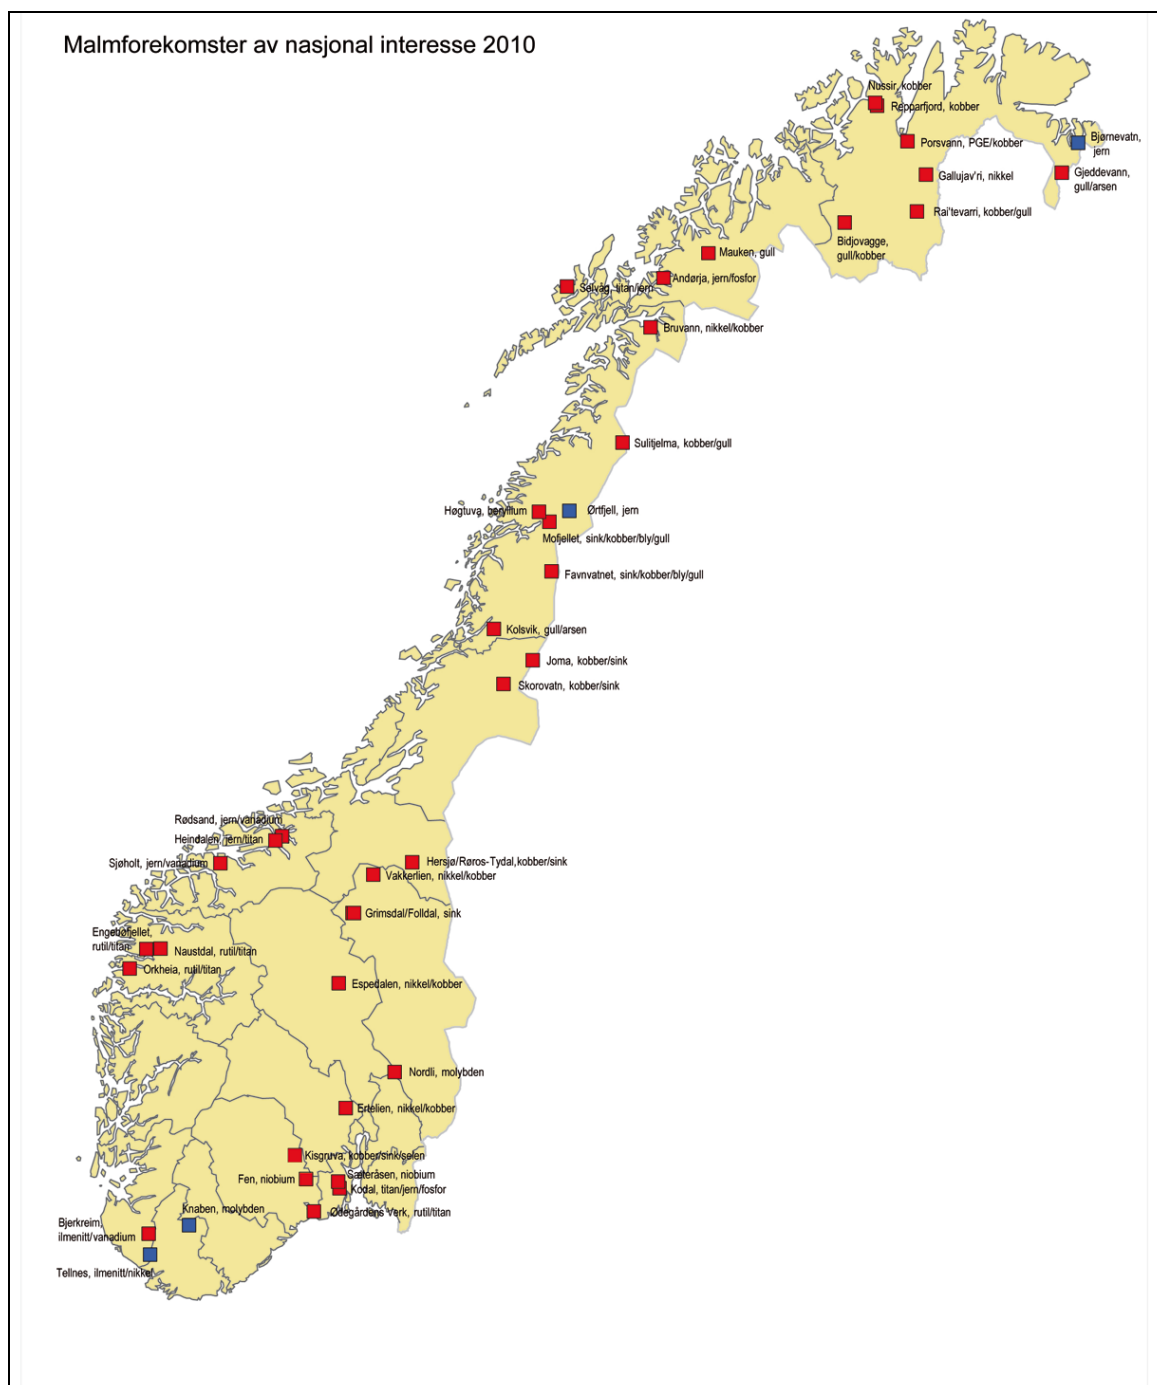 Malmforekomster av nasjonal interesse 2010
Nussir, kobber
Repparfjord, kobber
Bjørnevatn,
jern
Porsvann, PGE/kobber
Gallujav'ri, nikkel
Gjeddevann,
gull/arsen
Rai'tevarri, kobber/gull
Bidjovagge,
gull/kobber
Mauken, gull
Andørja, jern/fosfor
Selvåg, titan/jern
Bruvann, nikkel/kobber
Sulitjelma, kobber/gull
Høgtuva, beryllium
Ørtfjell, jern
Mofjellet, sink/kobber/bly/gull
Favnvatnet, sink/kobber/bly/gull
Kolsvik, gull/arsen
Joma, kobber/sink
Skorovatn, kobber/sink
Rødsand, jern/vanadium
Heindalen, jern/titan
Sjøholt, jern/vanadium
Hersjø/Røros-Tydal,kobber/sink
Vakkerlien, nikkel/kobber
Grimsdal/Folldal, sink
Engebøfjellet,
rutil/titan
Naustdal, rutil/titan
Orkheia, rutil/titan
Espedalen, nikkel/kobber
Nordli, molybden
Ertelien, nikkel/kobber
Kisgruva, kobber/sink/selen
Fen, niobium
Sæteråsen, niobium
Kodal, titan/jern/fosfor
Ødegårdens Verk, rutil/titan
Knaben, molybden
Bjerkreim,
ilmenitt/vanadium
Tellnes, ilmenitt/nikkel